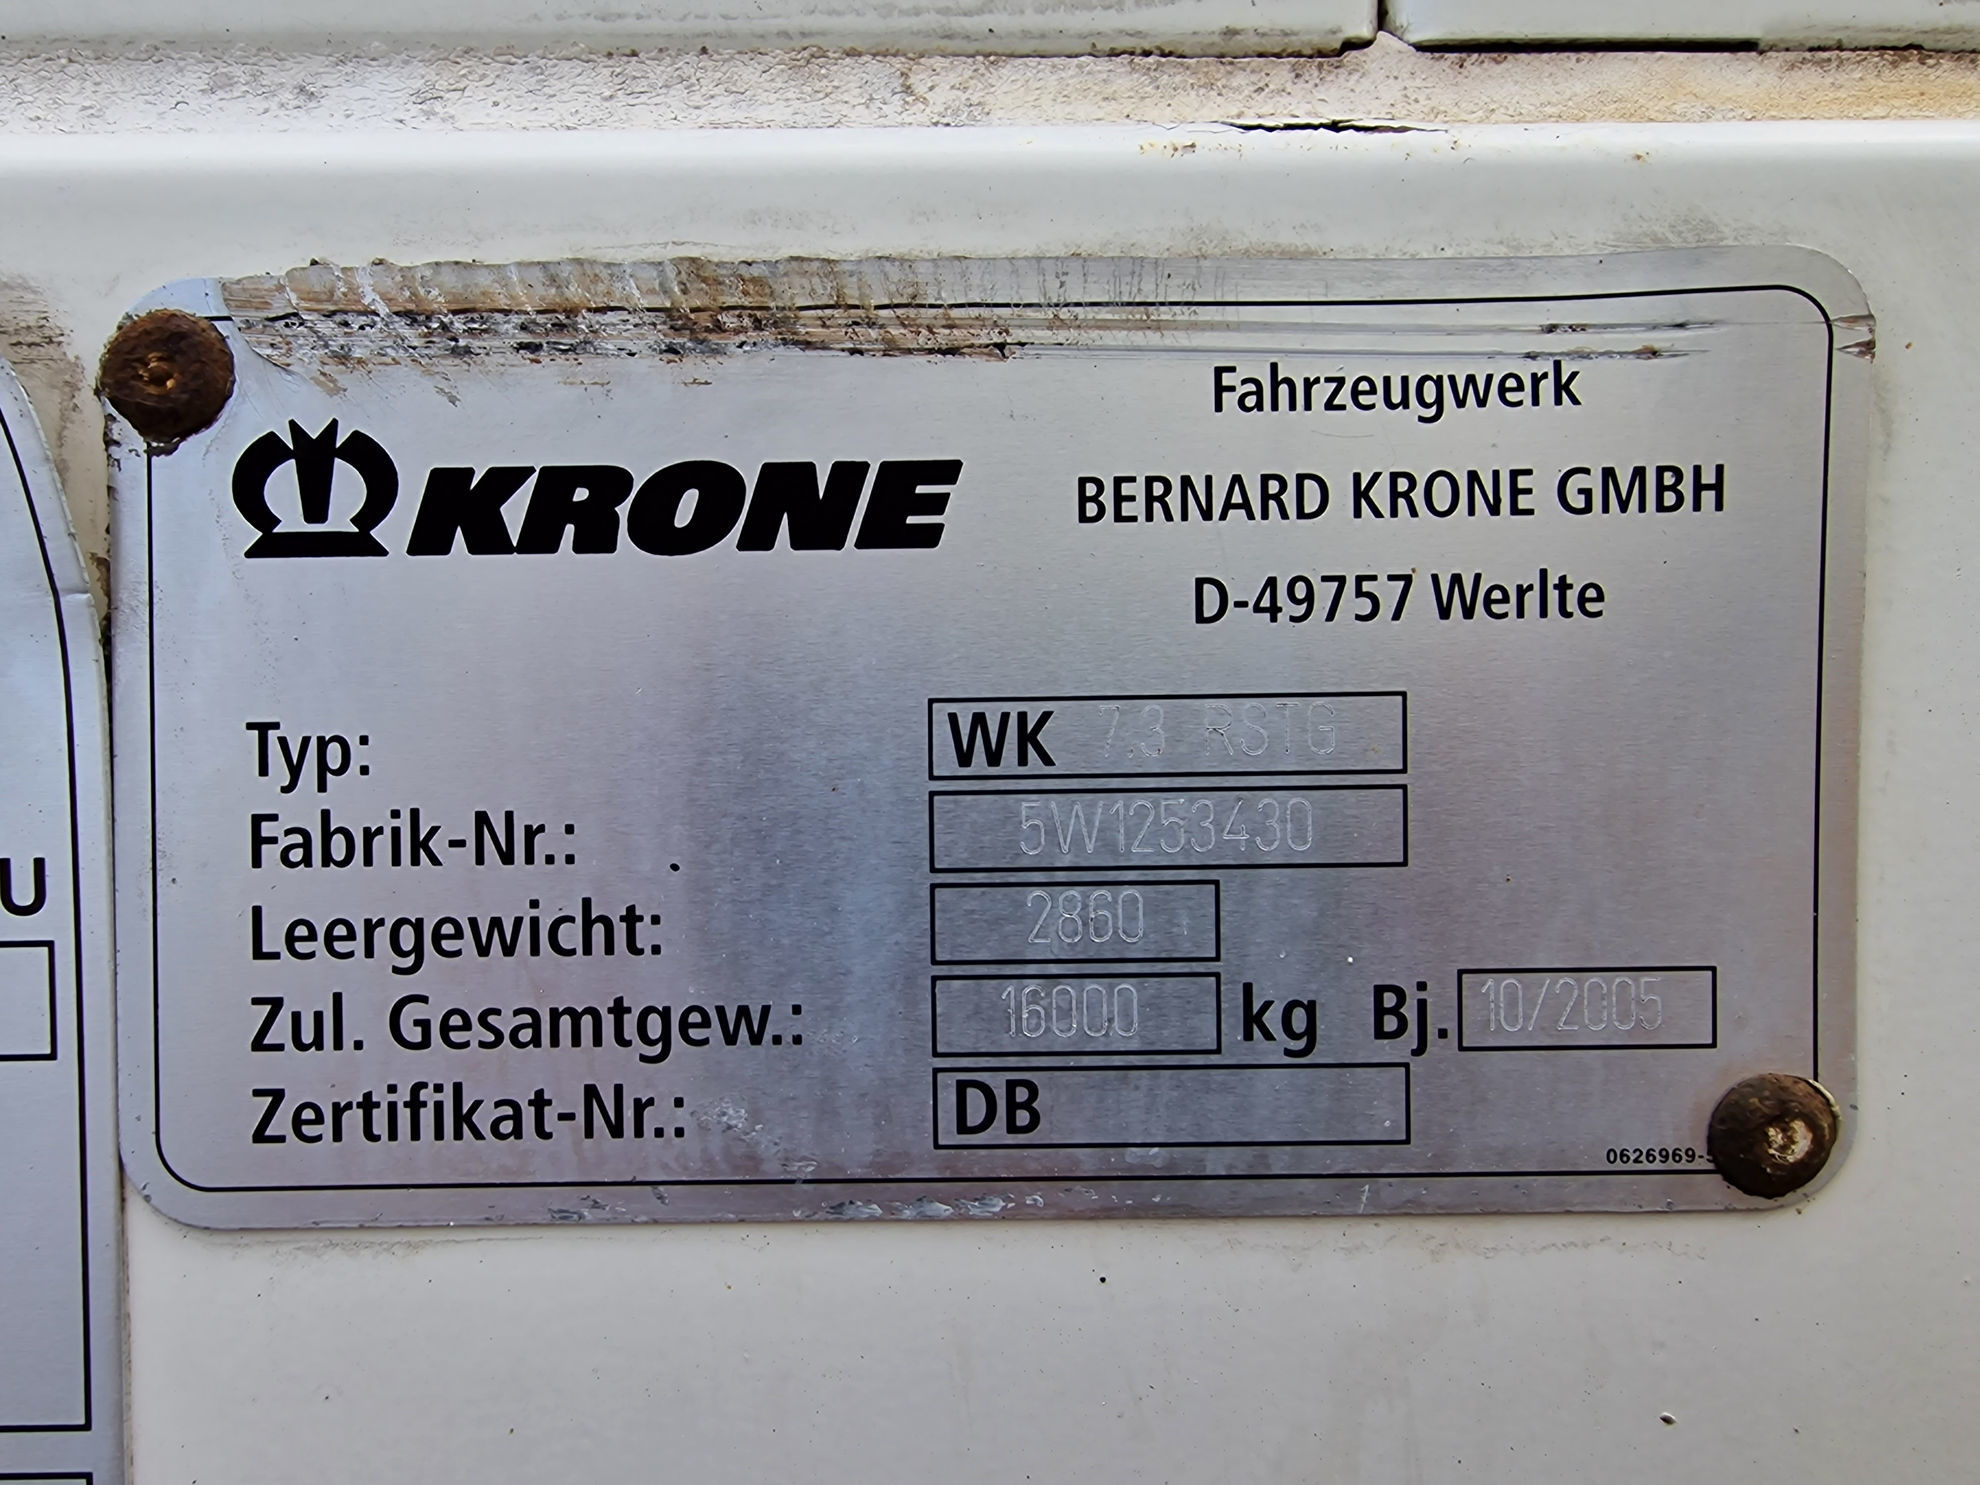 KRONE
Fahrzeugwerk
BERNARD KRONE GMBH
D-49757 Werlte
Typ: WK 7.3 RSTG
Fabrik-Nr.: 5W1253430
Leergewicht: 2860
Zul. Gesamtgew.: 16000 kg Bj. 10/2005
Zertifikat-Nr.: DB
0626969-
U